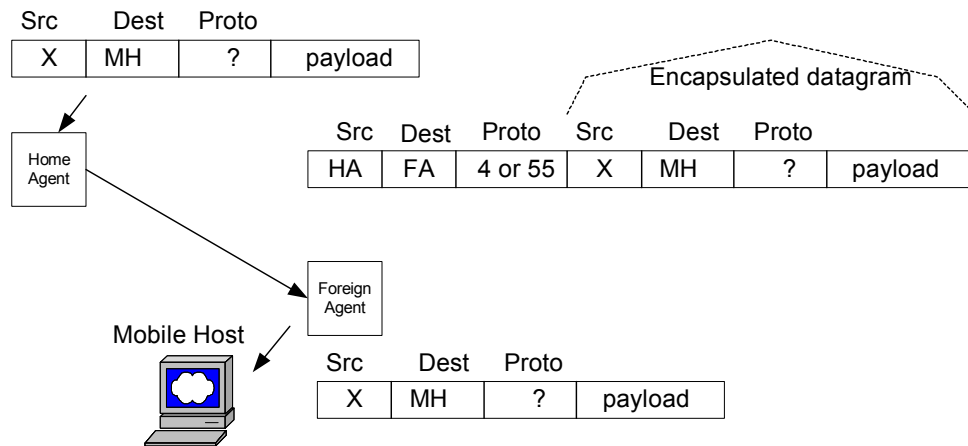 Src Dest Proto
X MH ? payload
Encapsulated datagram
Home
Agent
Src Dest Proto Src Dest Proto
HA FA 4 or 55 X MH ? payload
Foreign
Agent
Mobile Host
Src Dest Proto
X MH ? payload